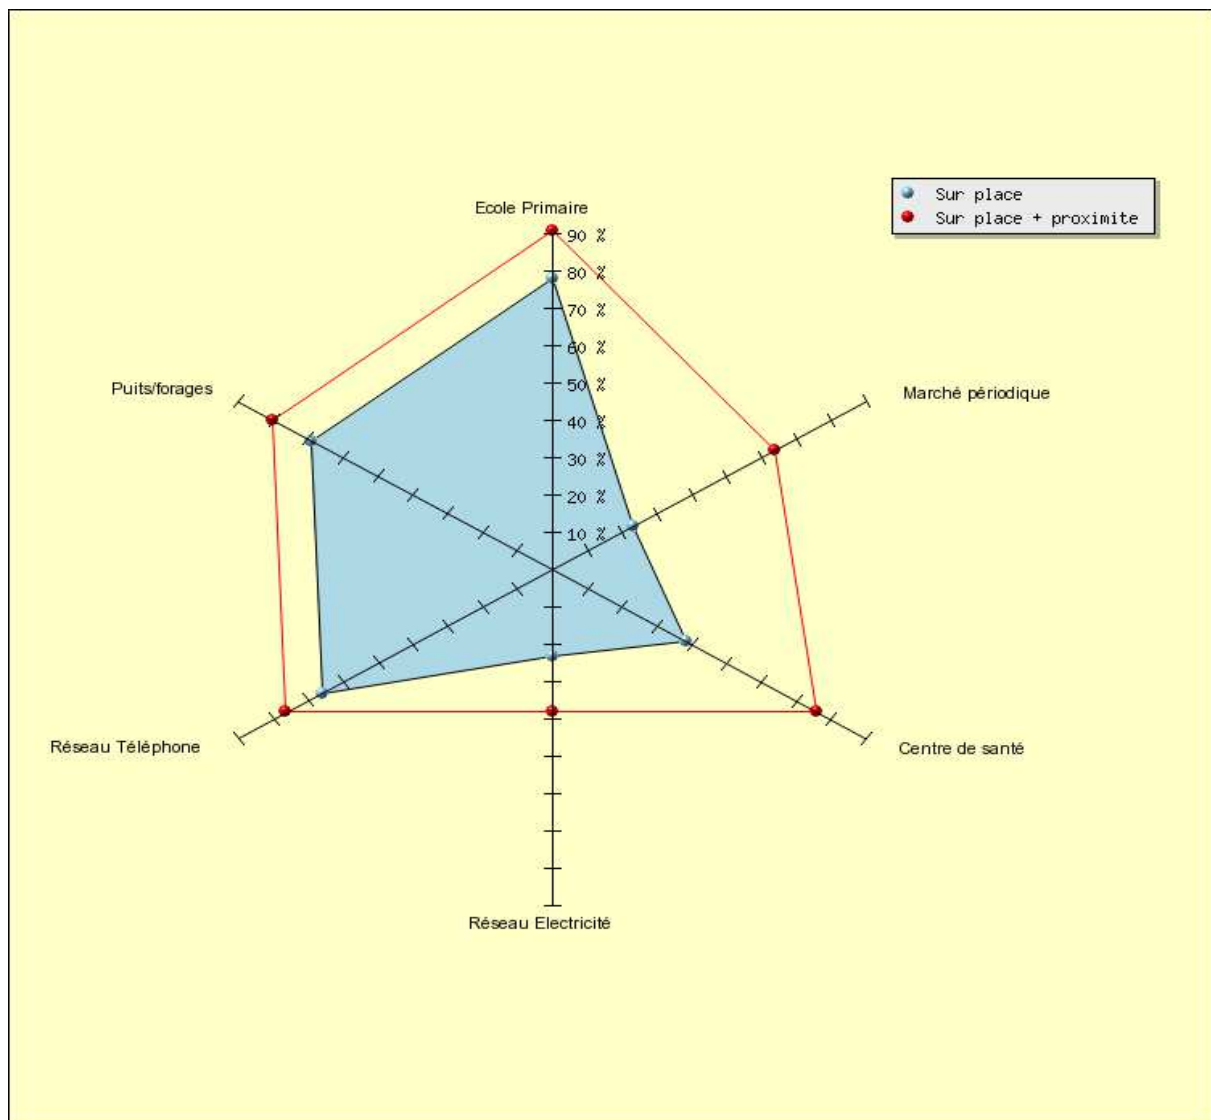 Sur place
Sur place + proximite
Ecole Primaire
90 %
80 %
70 %
60 %
50 %
40 %
30 %
20 %
10 %
Puits/forages
Marché périodique
Réseau Téléphone
Centre de santé
Réseau Electricité